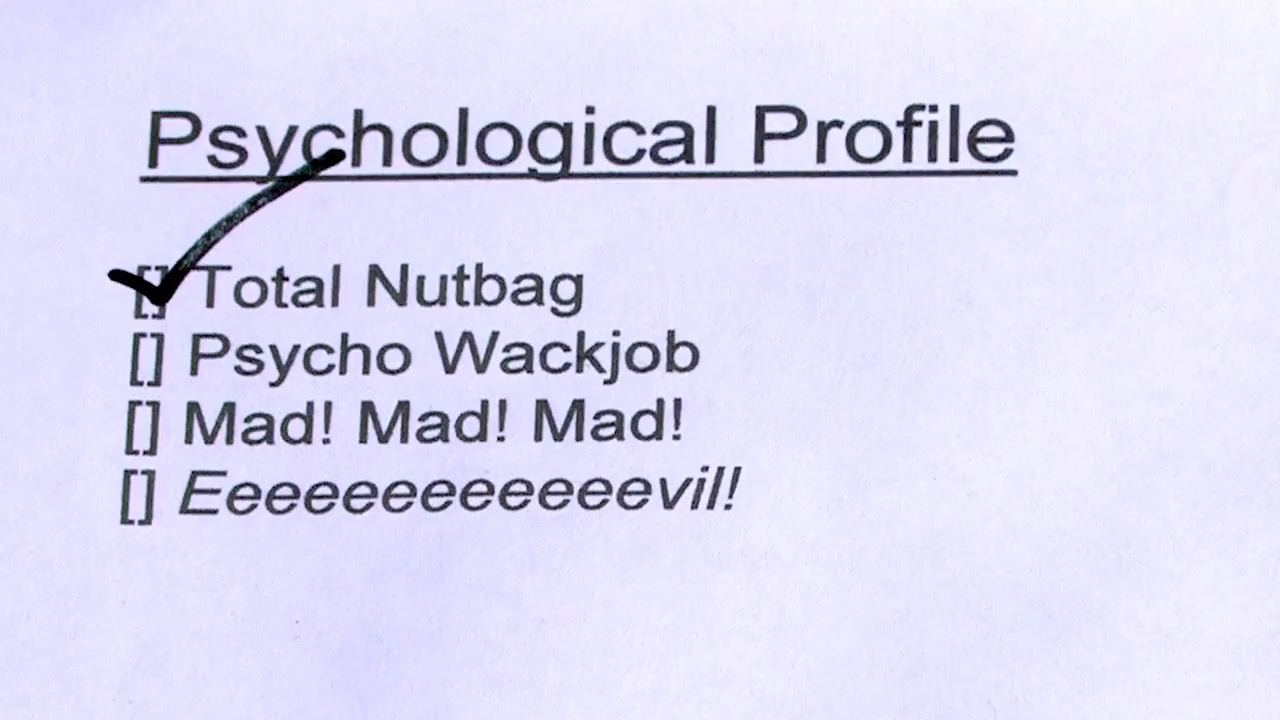 Psychological Profile
[] Total Nutbag
[] Psycho Wackjob
[] Mad! Mad! Mad!
[] Eeeeeeeeeeeevil!